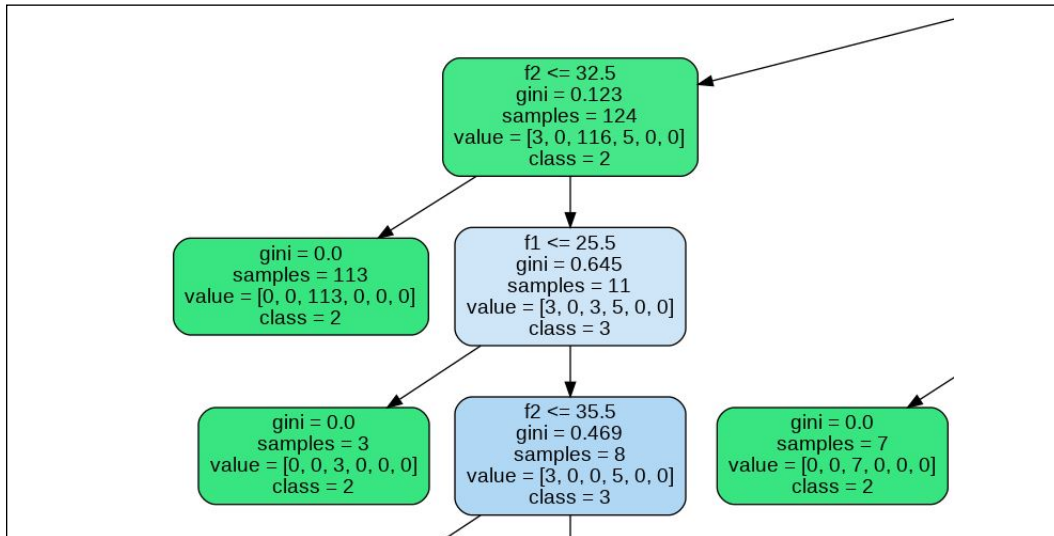 f2 <= 32.5
gini = 0.123
samples = 124
value = [3, 0, 116, 5, 0, 0]
class = 2
gini = 0.0
samples = 113
value = [0, 0, 113, 0, 0, 0]
class = 2
f1 <= 25.5
gini = 0.645
samples = 11
value = [3, 0, 3, 5, 0, 0]
class = 3
gini = 0.0
samples = 3
value = [0, 0, 3, 0, 0, 0]
class = 2
f2 <= 35.5
gini = 0.469
samples = 8
value = [3, 0, 0, 5, 0, 0]
class = 3
gini = 0.0
samples = 7
value = [0, 0, 7, 0, 0, 0]
class = 2